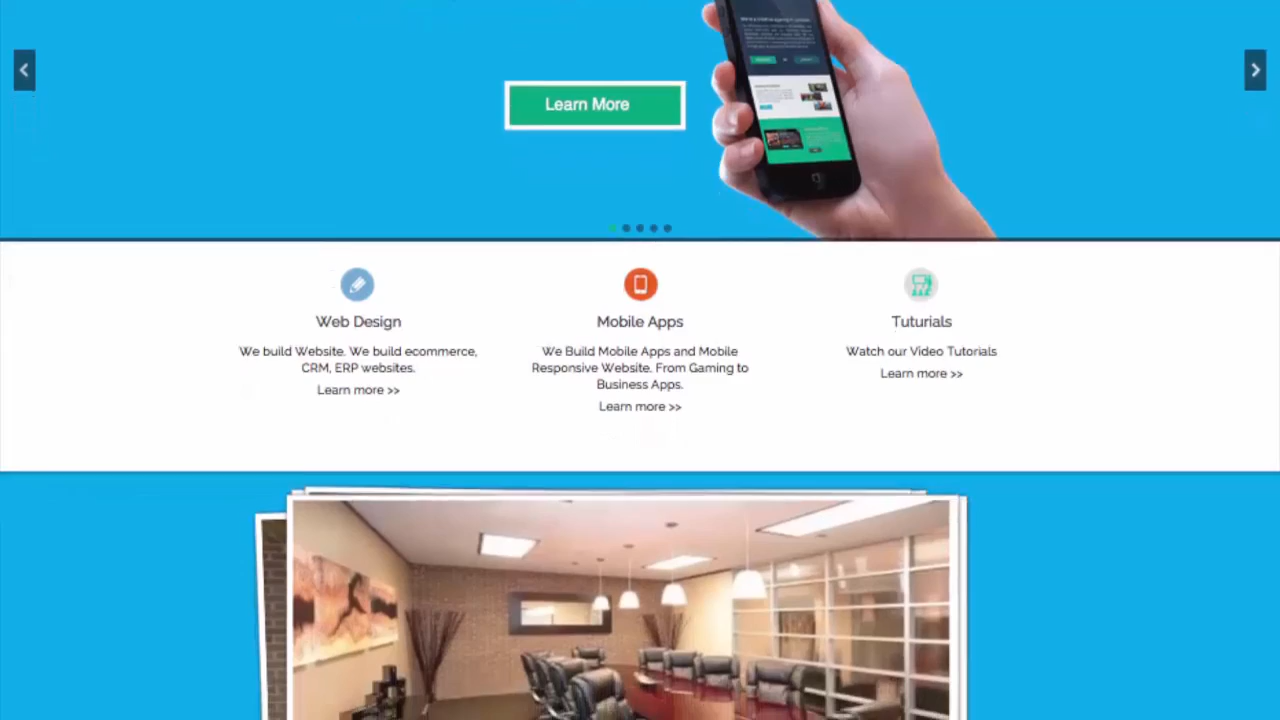 Learn More
Web Design
We build Website. We build ecommerce,
CRM, ERP websites.
Learn more >>
Mobile Apps
We Build Mobile Apps and Mobile
Responsive Website. From Gaming to
Business Apps.
Learn more >>
Tuturials
Watch our Video Tutorials
Learn more >>